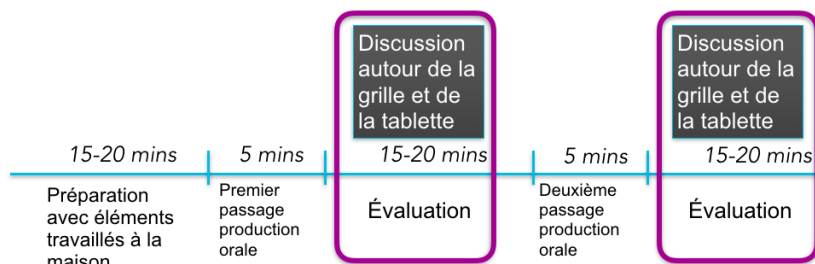 Discussion
autour de la
grille et de
la tablette
Discussion
autour de la
grille et de
la tablette
15-20 mins
5 mins
15-20 mins
5 mins
15-20 mins
Préparation
avec éléments
travaillés à la
maison
Premier
passage
production
orale
Évaluation
Deuxième
passage
production
orale
Évaluation